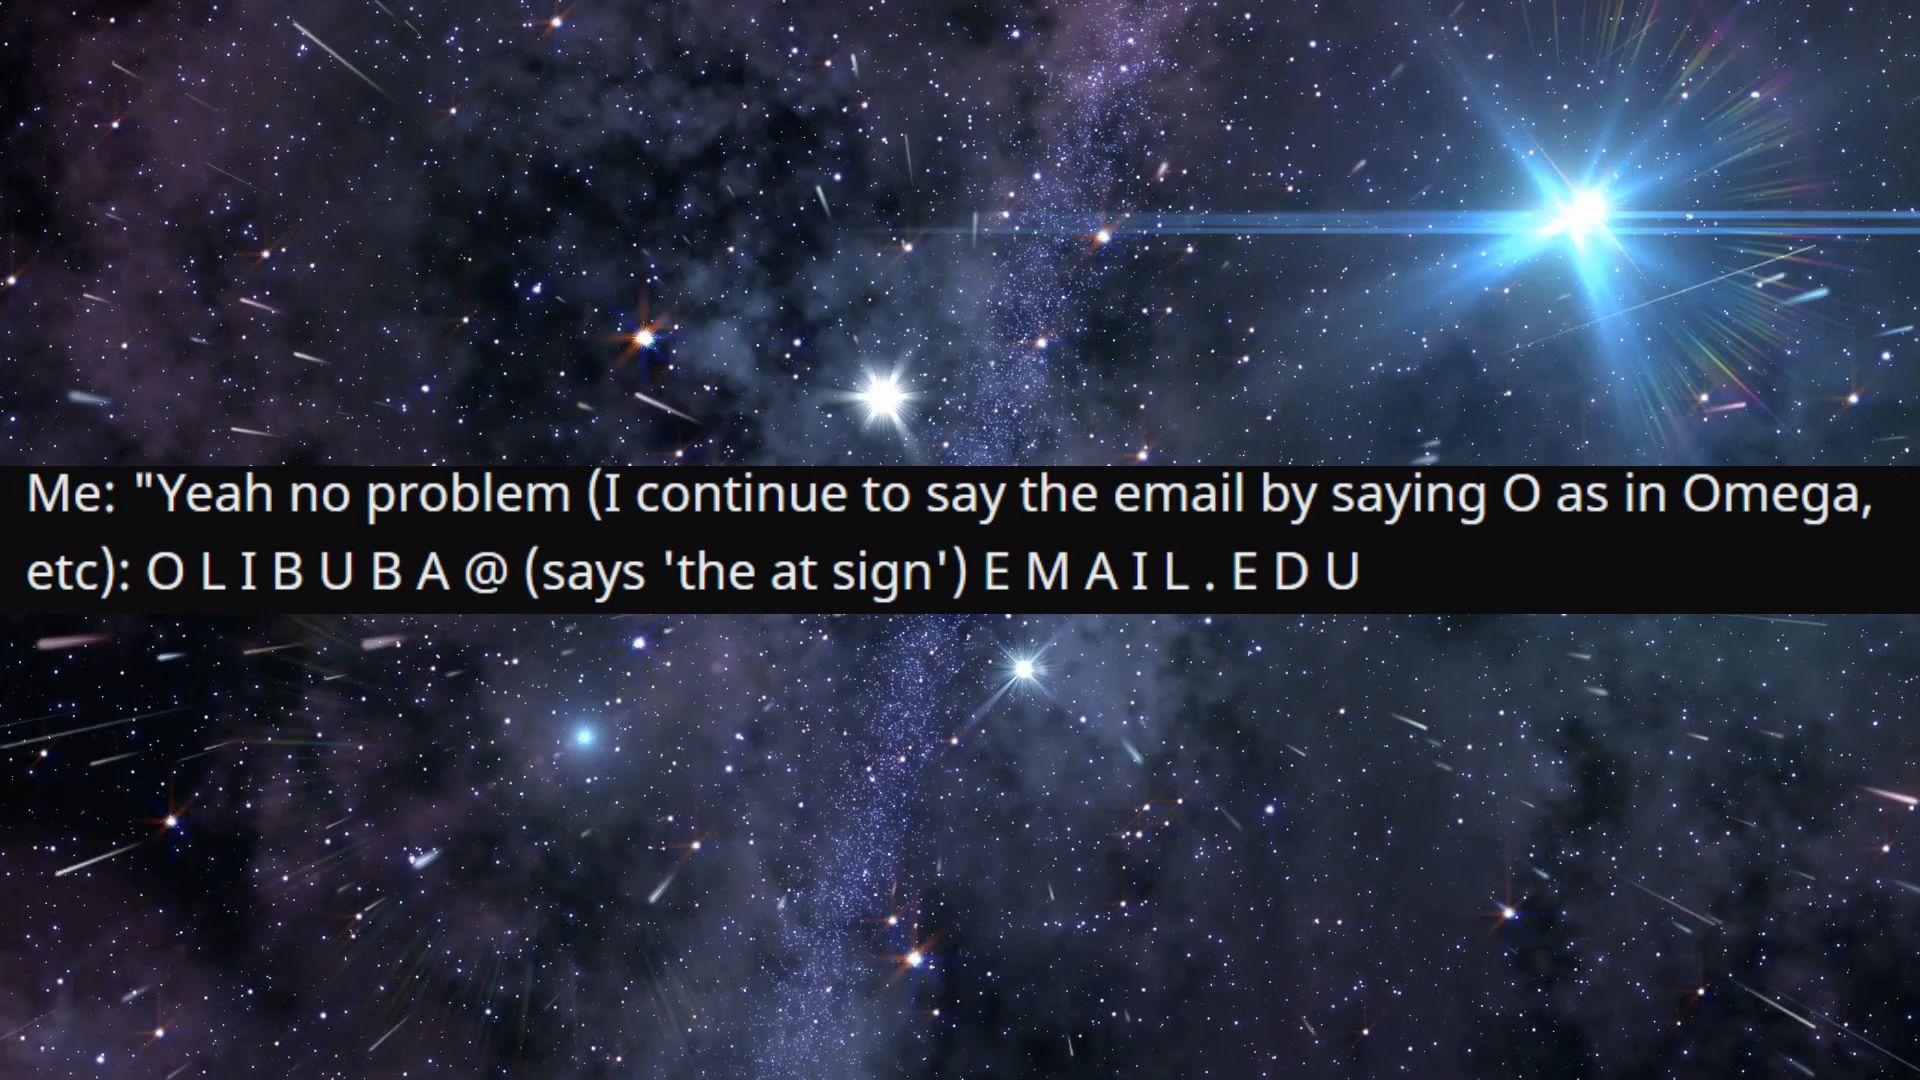 Me: "Yeah no problem (I continue to say the email by saying O as in Omega,
etc): O L I B U B A @ (says 'the at sign') E M A I L . E D U